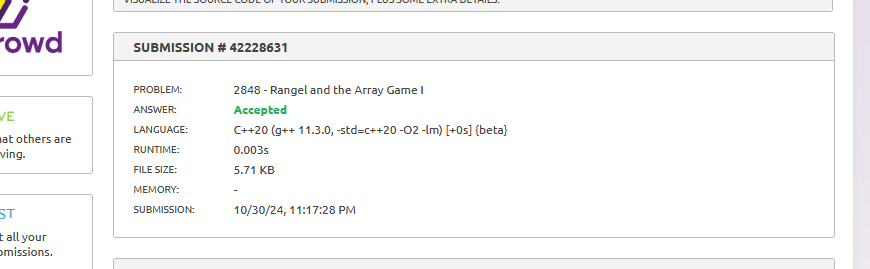 VISUALIZE THE SOURCE CODE OF YOUR SUBMISSION, PLUS SOME EXTRA DETAILS.
rowd
SUBMISSION # 42228631
PROBLEM: 2848 - Rangel and the Array Game I
ANSWER: Accepted
VE
LANGUAGE: C++20 (g++ 11.3.0, -std=c++20 -O2 -lm) [+0s] {beta}
hat others are
RUNTIME: 0.003s
ving.
FILE SIZE: 5.71 KB
MEMORY: -
SUBMISSION: 10/30/24, 11:17:28 PM
ST
t all your
bmissions.